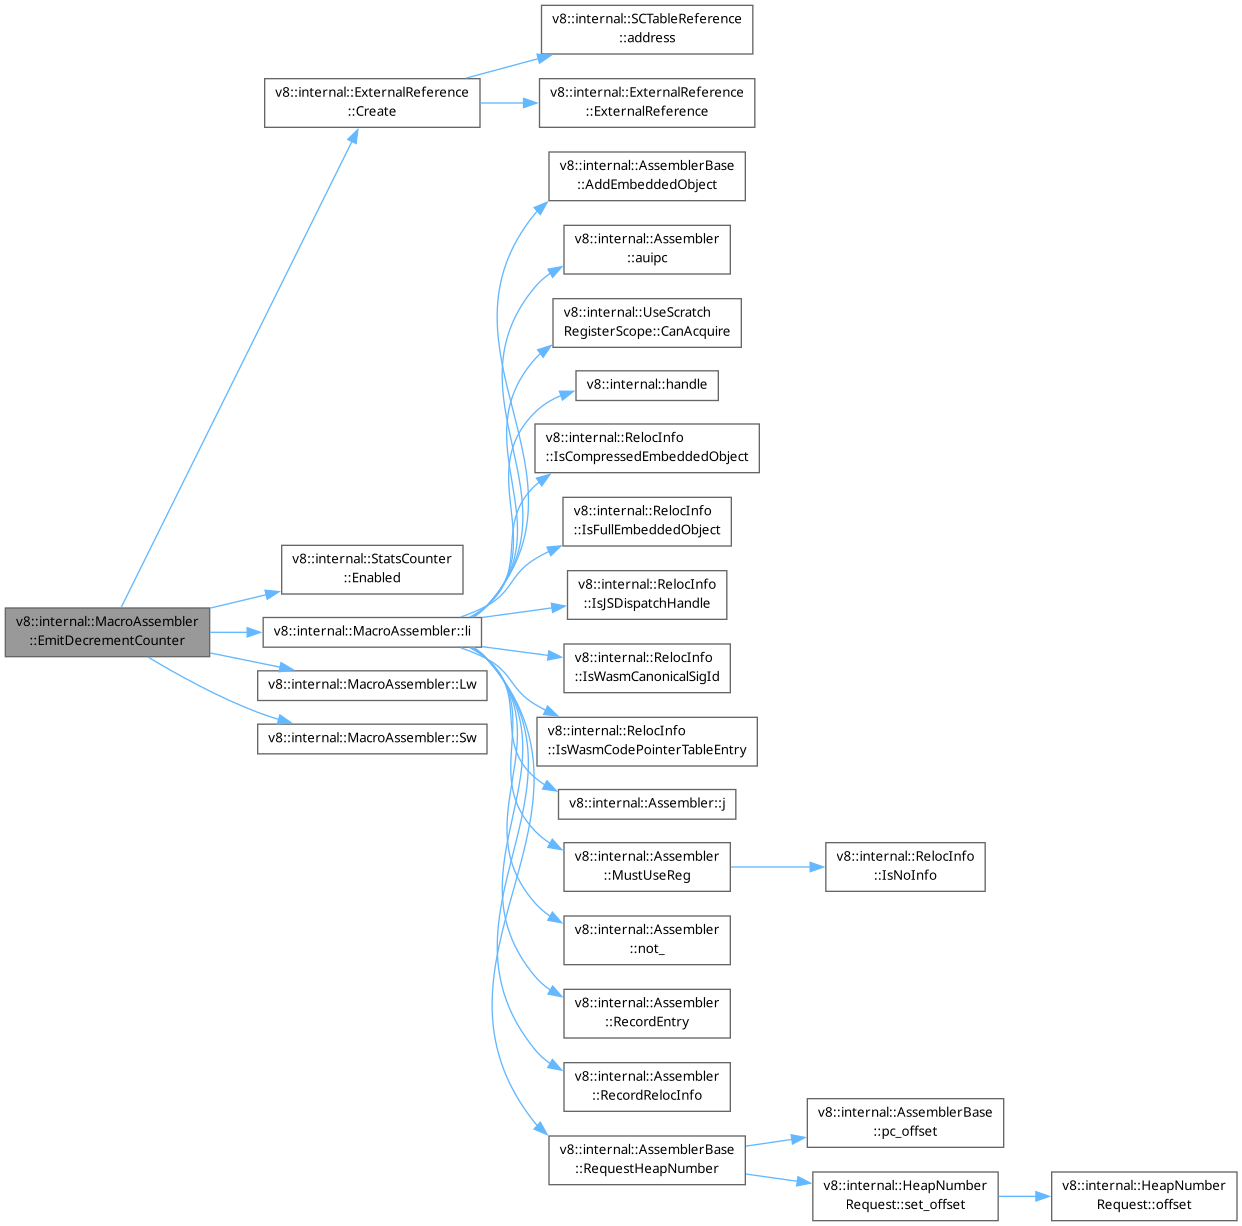 v8::internal::SCTableReference
::address
v8::internal::ExternalReference
::Create
v8::internal::ExternalReference
::ExternalReference
v8::internal::AssemblerBase
::AddEmbeddedObject
v8::internal::Assembler
::auipc
v8::internal::UseScratch
RegisterScope::CanAcquire
v8::internal::handle
v8::internal::RelocInfo
::IsCompressedEmbeddedObject
v8::internal::RelocInfo
::IsFullEmbeddedObject
v8::internal::StatsCounter
::Enabled
v8::internal::RelocInfo
::IsJSDispatchHandle
v8::internal::MacroAssembler
::EmitDecrementCounter
v8::internal::MacroAssembler::li
v8::internal::RelocInfo
::IsWasmCanonicalSigId
v8::internal::MacroAssembler::Lw
v8::internal::RelocInfo
::IsWasmCodePointerTableEntry
v8::internal::MacroAssembler::Sw
v8::internal::Assembler::j
v8::internal::Assembler
::MustUseReg
v8::internal::RelocInfo
::IsNoInfo
v8::internal::Assembler
::not_
v8::internal::Assembler
::RecordEntry
v8::internal::Assembler
::RecordRelocInfo
v8::internal::AssemblerBase
::RequestHeapNumber
v8::internal::AssemblerBase
::pc_offset
v8::internal::HeapNumber
Request::set_offset
v8::internal::HeapNumber
Request::offset